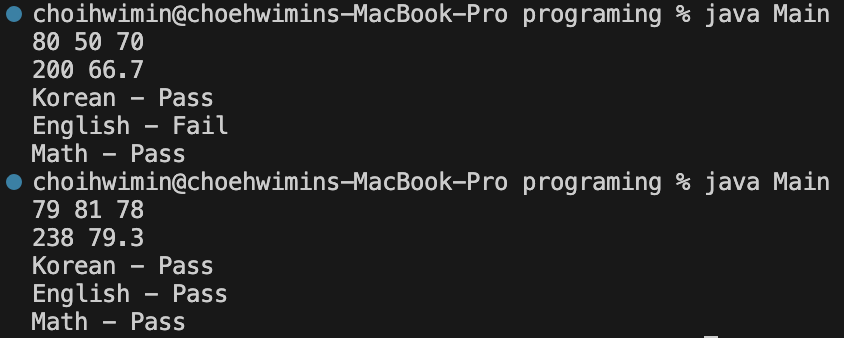 choihwimin@choehwimins-MacBook-Pro programing % java Main
80 50 70
200 66.7
Korean - Pass
English - Fail
Math - Pass
choihwimin@choehwimins-MacBook-Pro programing % java Main
79 81 78
238 79.3
Korean - Pass
English - Pass
Math - Pass